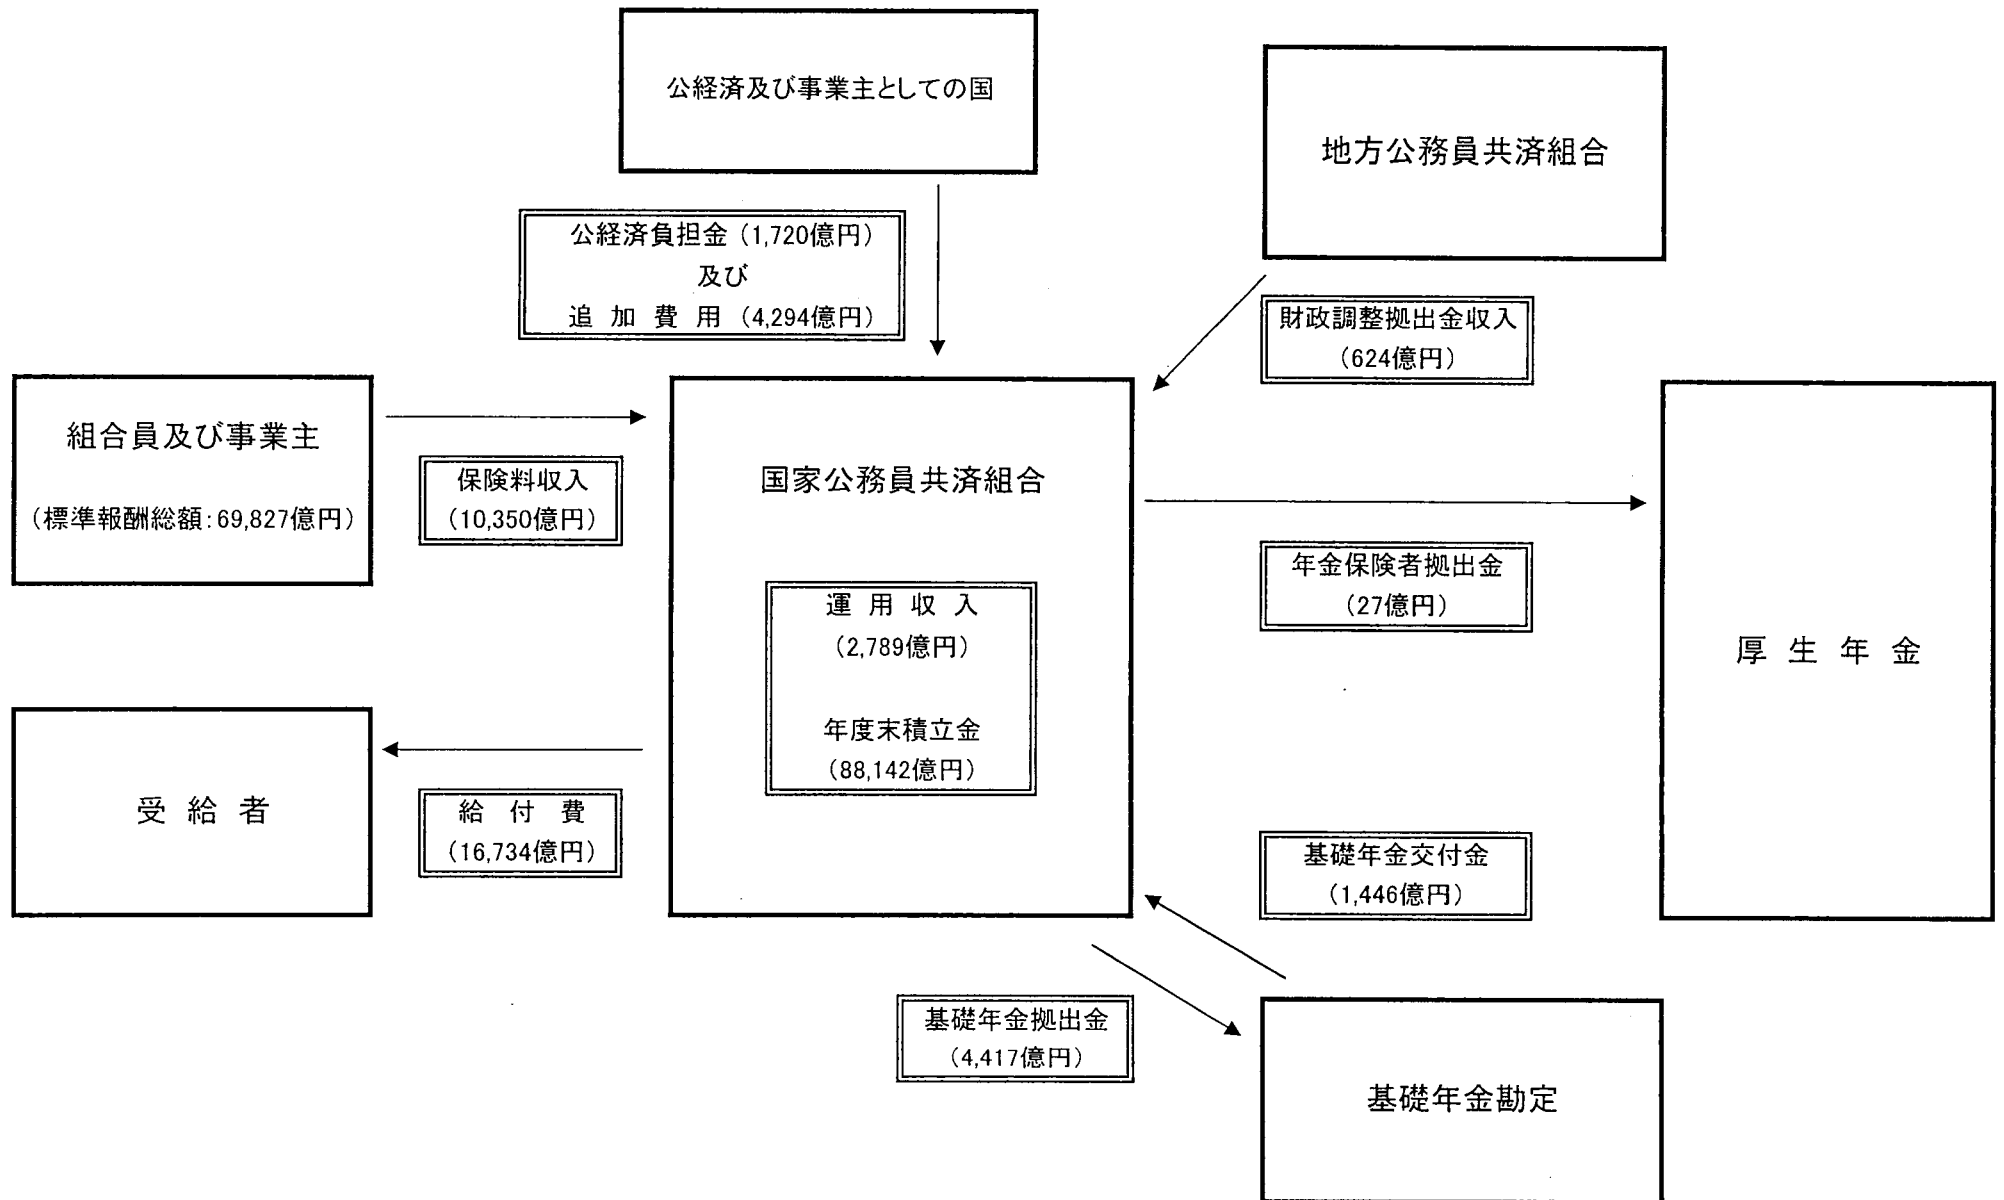 公経済及び事業主としての国
地方公務員共済組合
公経済負担金（1,720億円）
及び
追加費用（4,294億円）
財政調整拠出金収入
（624億円）
組合員及び事業主
（標準報酬総額：69,827億円）
保険料収入
（10,350億円）
国家公務員共済組合
年金保険者拠出金
（27億円）
運用収入
（2,789億円）
年度末積立金
（88,142億円）
厚生年金
受給者
給付費
（16,734億円）
基礎年金交付金
（1,446億円）
基礎年金拠出金
（4,417億円）
基礎年金勘定